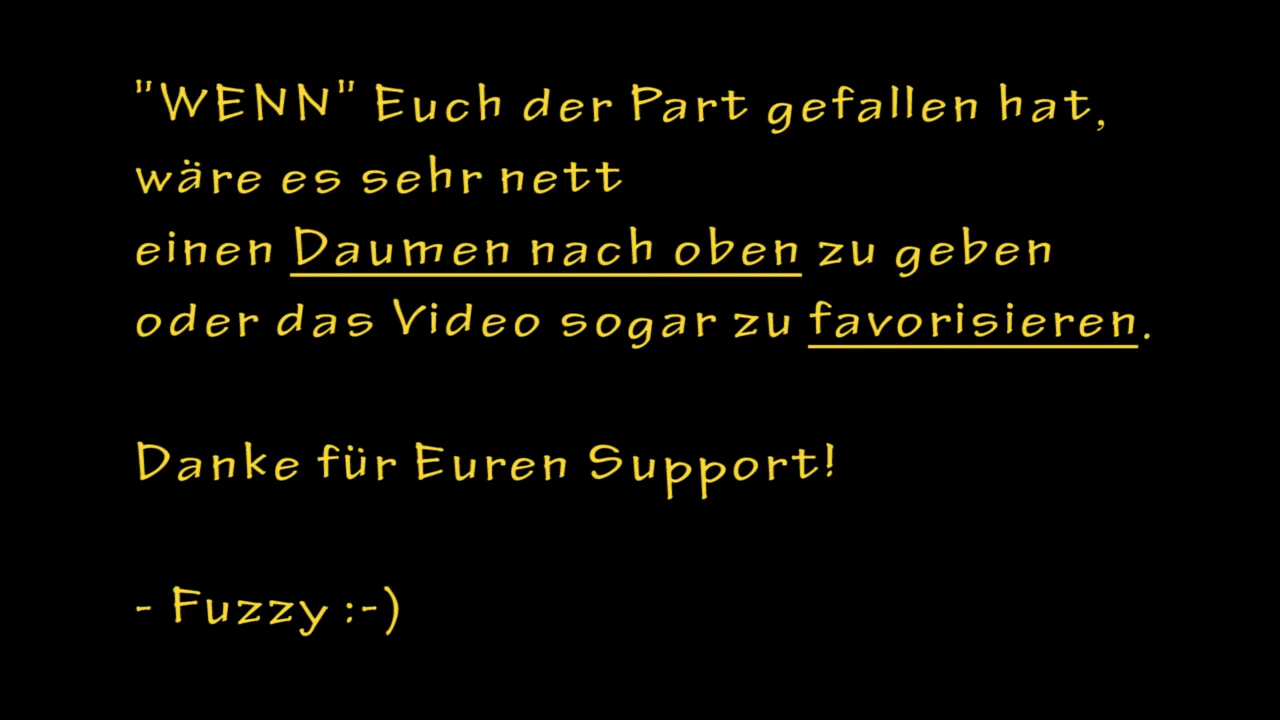 "WENN" Euch der Part gefallen hat,
wäre es sehr nett
einen Daumen nach oben zu geben
oder das Video sogar zu favorisieren.
Danke für Euren Support!
- Fuzzy :-)